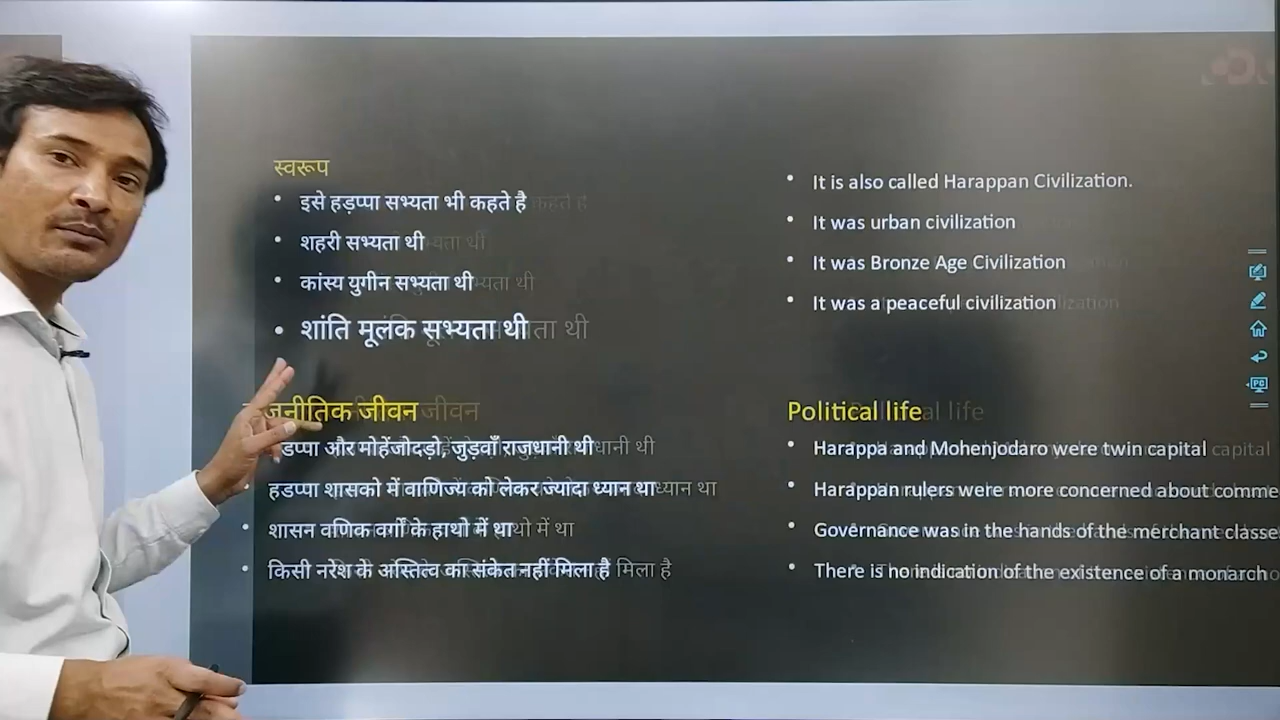 स्वरूप
इसे हड़प्पा सभ्यता भी कहते है
शहरी सभ्यता थी
कांस्य युगीन सभ्यता थी
शांति मूलक सभ्यता थी
जनीतिक जीवन
डप्पा और मोहेंजोदड़ो, जुड़वाँ राजधानी थी
हडप्पा शासको में वाणिज्य को लेकर ज्यादा ध्यान था
शासन वणिक वर्गों के हाथो में था
किसी नरेश के अस्तित्व का संकेत नहीं मिला है
It is also called Harappan Civilization.
It was urban civilization
It was Bronze Age Civilization
It was a peaceful civilization
Political life
Harappa and Mohenjodaro were twin capital
Harappan rulers were more concerned about comme
Governance was in the hands of the merchant classe
There is no indication of the existence of a monarch
PC